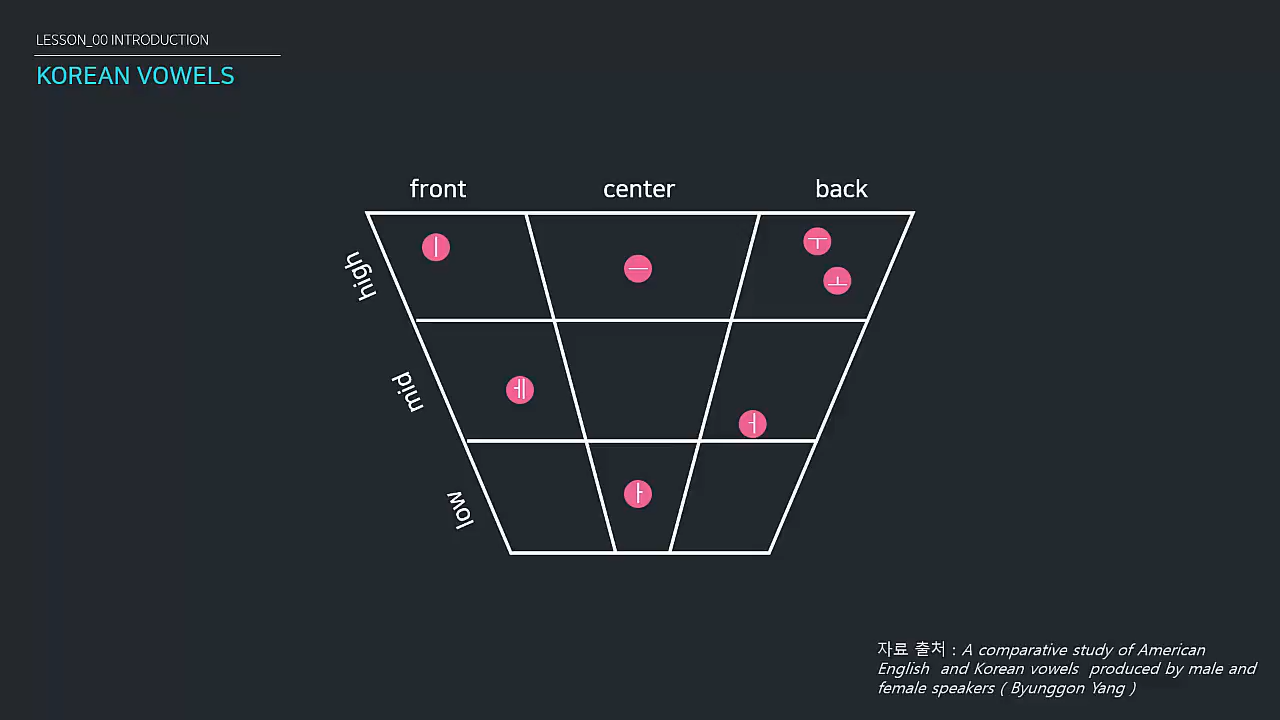 LESSON_00 INTRODUCTION
KOREAN VOWELS
front center back
high
ㅣ ㅡ ㅜ
ㅗ
mid
ㅔ
ㅓ
low
ㅏ
자료 출처 : A comparative study of American
English and Korean vowels produced by male and
female speakers ( Byunggon Yang )